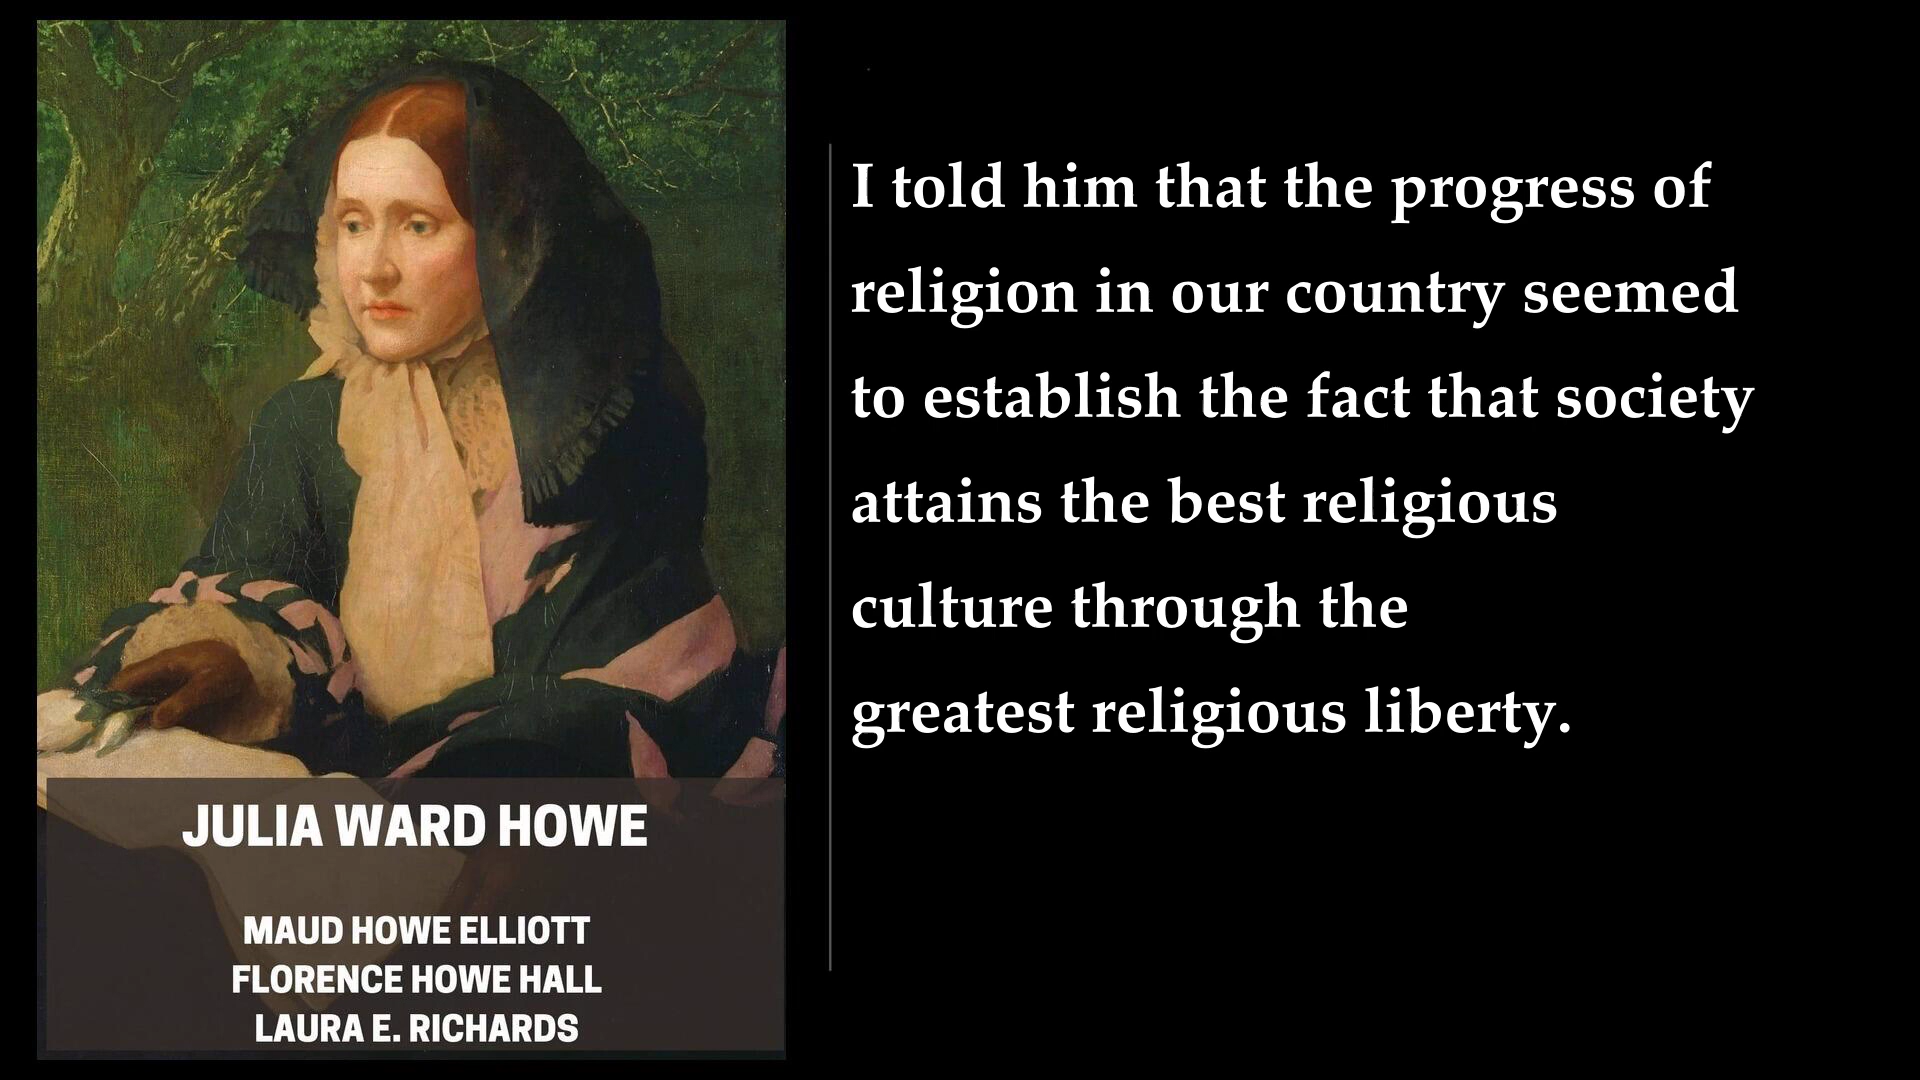 JULIA WARD HOWE
MAUD HOWE ELLIOTT
FLORENCE HOWE HALL
LAURA E. RICHARDS
I told him that the progress of
religion in our country seemed
to establish the fact that society
attains the best religious
culture through the
greatest religious liberty.